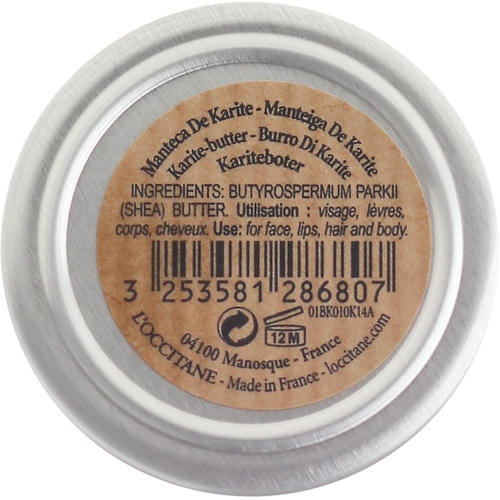 Manteca De Karite - Manteiga De Karite
Karite-butter - Burro Di Karite
Kariteboter
INGREDIENTS: BUTYROSPERMUM PARKII
(SHEA) BUTTER. Utilisation : visage, lèvres,
corps, cheveux. Use: for face, lips, hair and body.
3 253581 286807
01BK010K14A
12M
04100 Manosque - France
L'OCCITANE - Made in France - loccitane.com